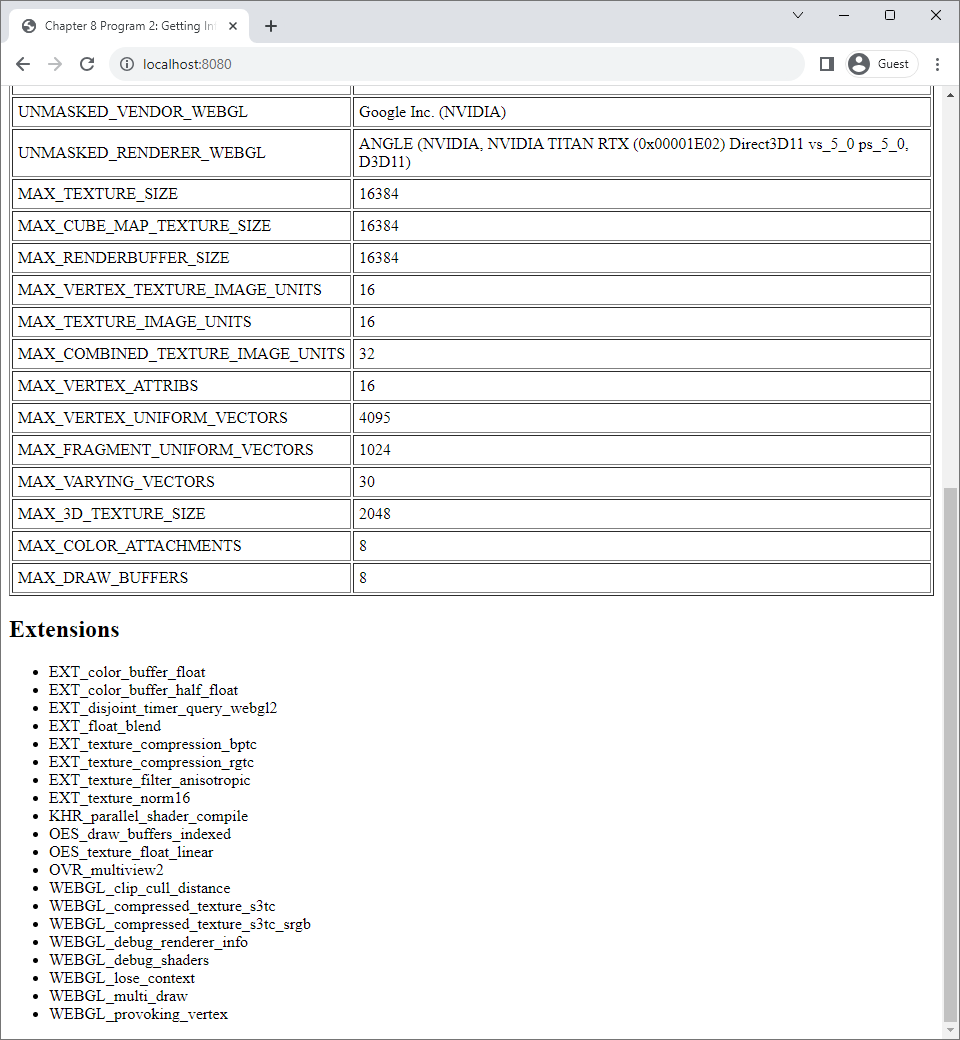 Chapter 8 Program 2: Getting In
localhost:8080
Guest
UNMASKED_VENDOR_WEBGL Google Inc. (NVIDIA)
UNMASKED_RENDERER_WEBGL ANGLE (NVIDIA, NVIDIA TITAN RTX (0x00001E02) Direct3D11 vs_5_0 ps_5_0,
D3D11)
MAX_TEXTURE_SIZE 16384
MAX_CUBE_MAP_TEXTURE_SIZE 16384
MAX_RENDERBUFFER_SIZE 16384
MAX_VERTEX_TEXTURE_IMAGE_UNITS 16
MAX_TEXTURE_IMAGE_UNITS 16
MAX_COMBINED_TEXTURE_IMAGE_UNITS 32
MAX_VERTEX_ATTRIBS 16
MAX_VERTEX_UNIFORM_VECTORS 4095
MAX_FRAGMENT_UNIFORM_VECTORS 1024
MAX_VARYING_VECTORS 30
MAX_3D_TEXTURE_SIZE 2048
MAX_COLOR_ATTACHMENTS 8
MAX_DRAW_BUFFERS 8
Extensions
• EXT_color_buffer_float
• EXT_color_buffer_half_float
• EXT_disjoint_timer_query_webgl2
• EXT_float_blend
• EXT_texture_compression_bptc
• EXT_texture_compression_rgtc
• EXT_texture_filter_anisotropic
• EXT_texture_norm16
• KHR_parallel_shader_compile
• OES_draw_buffers_indexed
• OES_texture_float_linear
• OVR_multiview2
• WEBGL_clip_cull_distance
• WEBGL_compressed_texture_s3tc
• WEBGL_compressed_texture_s3tc_srgb
• WEBGL_debug_renderer_info
• WEBGL_debug_shaders
• WEBGL_lose_context
• WEBGL_multi_draw
• WEBGL_provoking_vertex